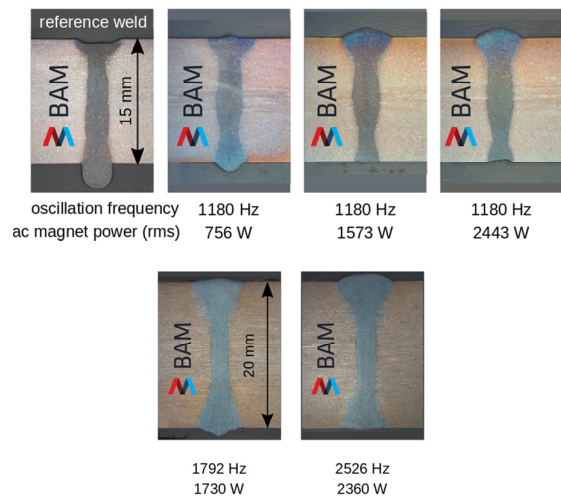 reference weld
BAM
15 mm
BAM
BAM
BAM
oscillation frequency 1180 Hz 1180 Hz 1180 Hz
ac magnet power (rms) 756 W 1573 W 2443 W
BAM
20 mm
BAM
1792 Hz 2526 Hz
1730 W 2360 W